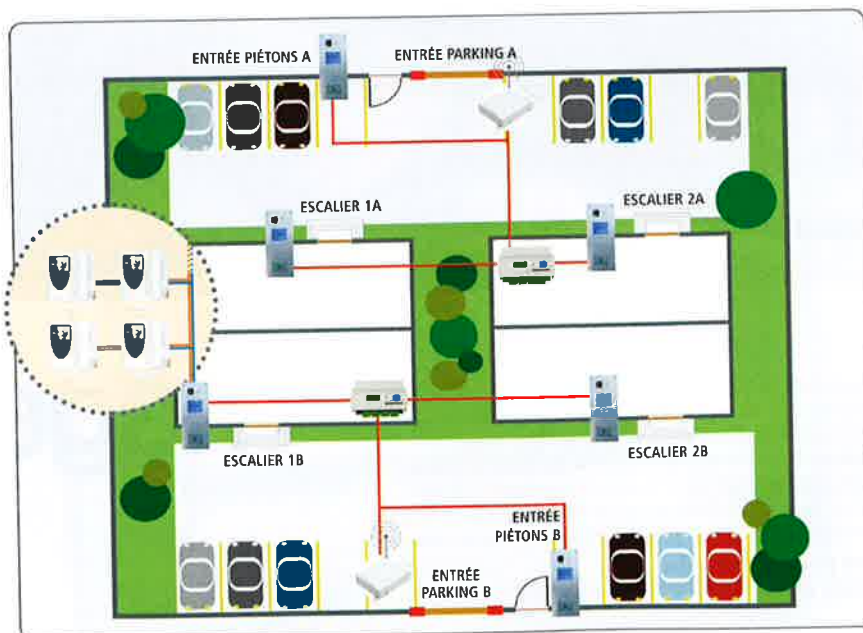 ENTRÉE PIÉTONS A
ENTRÉE PARKING A
ESCALIER 1A
ESCALIER 2A
ESCALIER 1B
ESCALIER 2B
ENTRÉE
PIÉTONS B
ENTRÉE
PARKING B